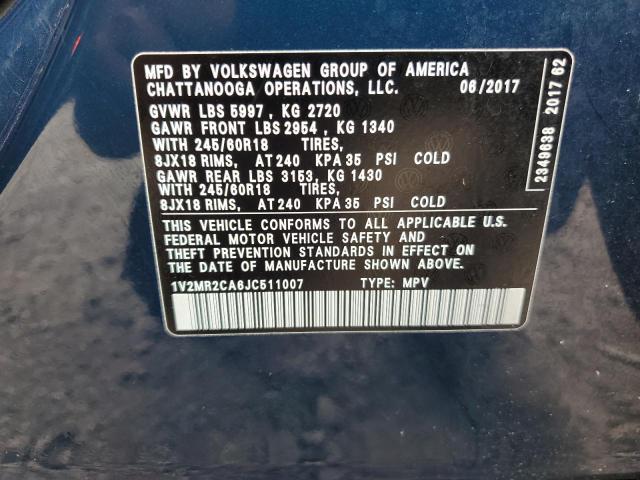 MFD BY VOLKSWAGEN GROUP OF AMERICA
CHATTANOOGA OPERATIONS, LLC. 06/2017
GVWR LBS 5997 , KG 2720
GAWR FRONT LBS 2954 , KG 1340
WITH 245/60R18 TIRES,
8JX18 RIMS, AT 240 KPA 35 PSI COLD
GAWR REAR LBS 3153, KG 1430
WITH 245/60R18 TIRES,
8JX18 RIMS, AT 240 KPA 35 PSI COLD
THIS VEHICLE CONFORMS TO ALL APPLICABLE U.S.
FEDERAL MOTOR VEHICLE SAFETY AND
THEFT PREVENTION STANDARDS IN EFFECT ON
THE DATE OF MANUFACTURE SHOWN ABOVE.
1V2MR2CA6JC511007 TYPE: MPV
2349638 2017 62